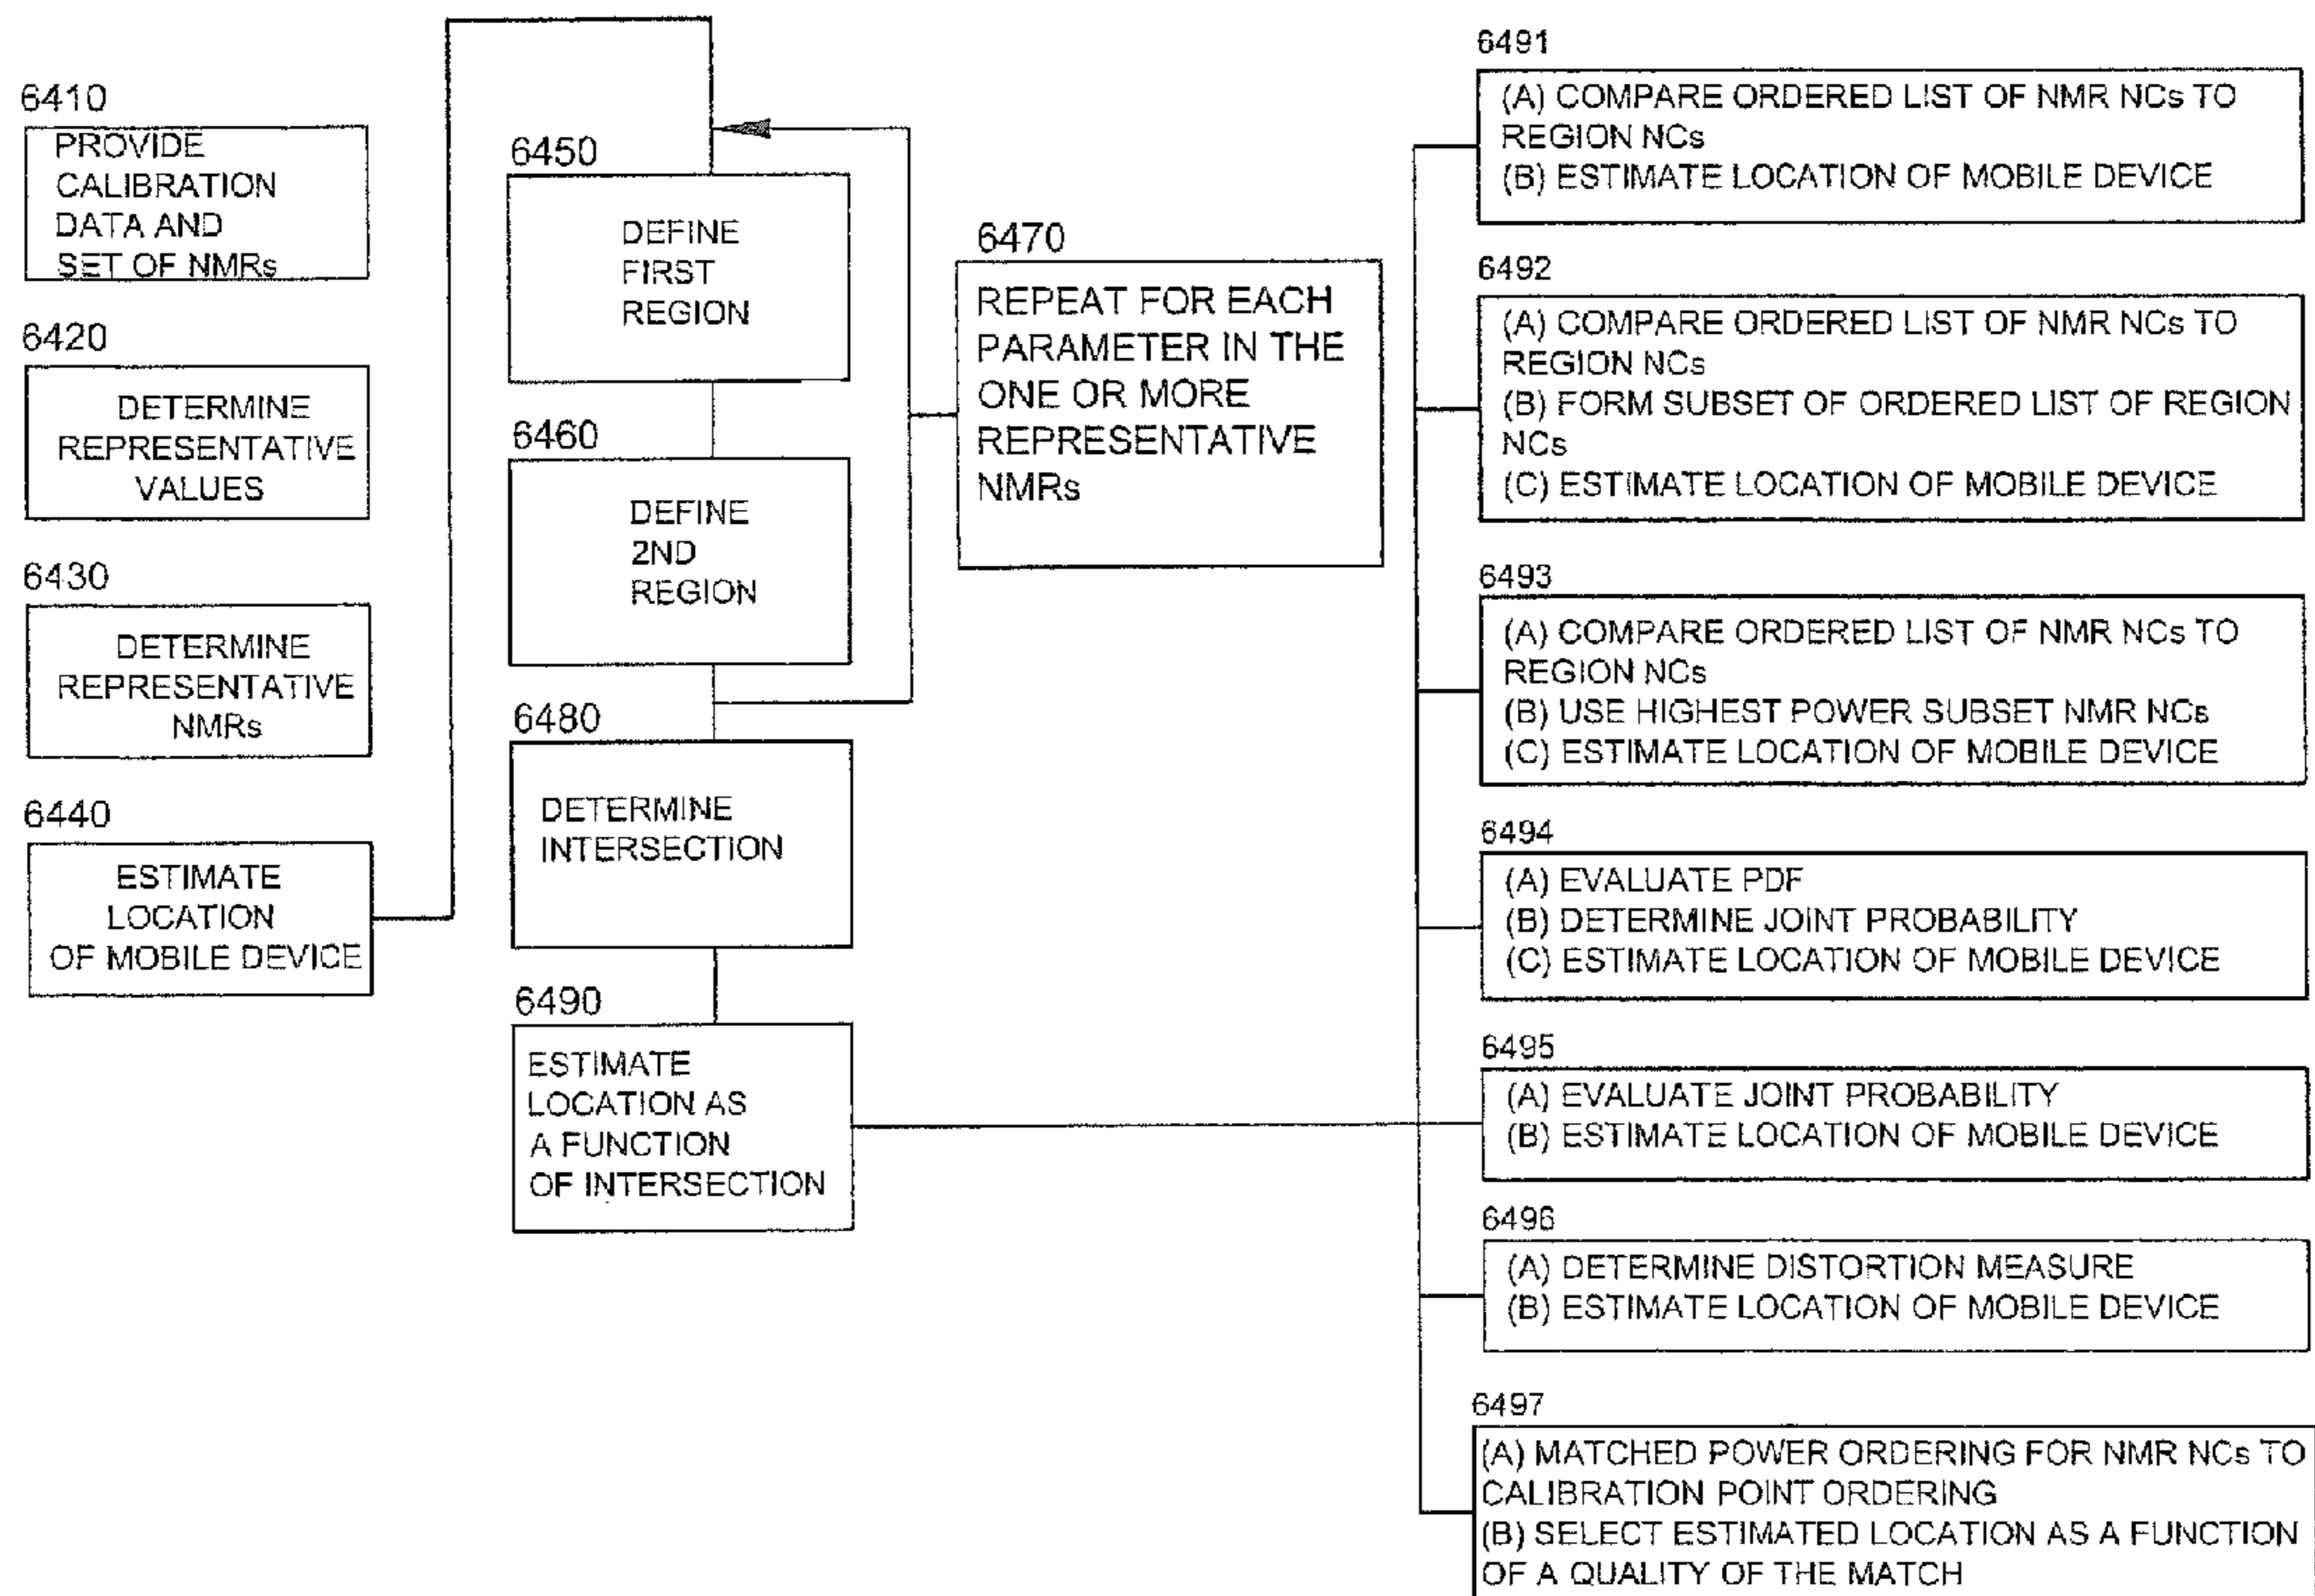 6410
PROVIDE
CALIBRATION
DATA AND
SET OF NMRs
6420
DETERMINE
REPRESENTATIVE
VALUES
6430
DETERMINE
REPRESENTATIVE
NMRs
6440
ESTIMATE
LOCATION
OF MOBILE DEVICE
6450
DEFINE
FIRST
REGION
6460
DEFINE
2ND
REGION
6470
REPEAT FOR EACH
PARAMETER IN THE
ONE OR MORE
REPRESENTATIVE
NMRs
6480
DETERMINE
INTERSECTION
6490
ESTIMATE
LOCATION AS
A FUNCTION
OF INTERSECTION
6491
(A) COMPARE ORDERED LIST OF NMR NCs TO
REGION NCs
(B) ESTIMATE LOCATION OF MOBILE DEVICE
6492
(A) COMPARE ORDERED LIST OF NMR NCs TO
REGION NCs
(B) FORM SUBSET OF ORDERED LIST OF REGION
NCs
(C) ESTIMATE LOCATION OF MOBILE DEVICE
6493
(A) COMPARE ORDERED LIST OF NMR NCs TO
REGION NCs
(B) USE HIGHEST POWER SUBSET NMR NCs
(C) ESTIMATE LOCATION OF MOBILE DEVICE
6494
(A) EVALUATE PDF
(B) DETERMINE JOINT PROBABILITY
(C) ESTIMATE LOCATION OF MOBILE DEVICE
6495
(A) EVALUATE JOINT PROBABILITY
(B) ESTIMATE LOCATION OF MOBILE DEVICE
6496
(A) DETERMINE DISTORTION MEASURE
(B) ESTIMATE LOCATION OF MOBILE DEVICE
6497
(A) MATCHED POWER ORDERING FOR NMR NCs TO
CALIBRATION POINT ORDERING
(B) SELECT ESTIMATED LOCATION AS A FUNCTION
OF A QUALITY OF THE MATCH